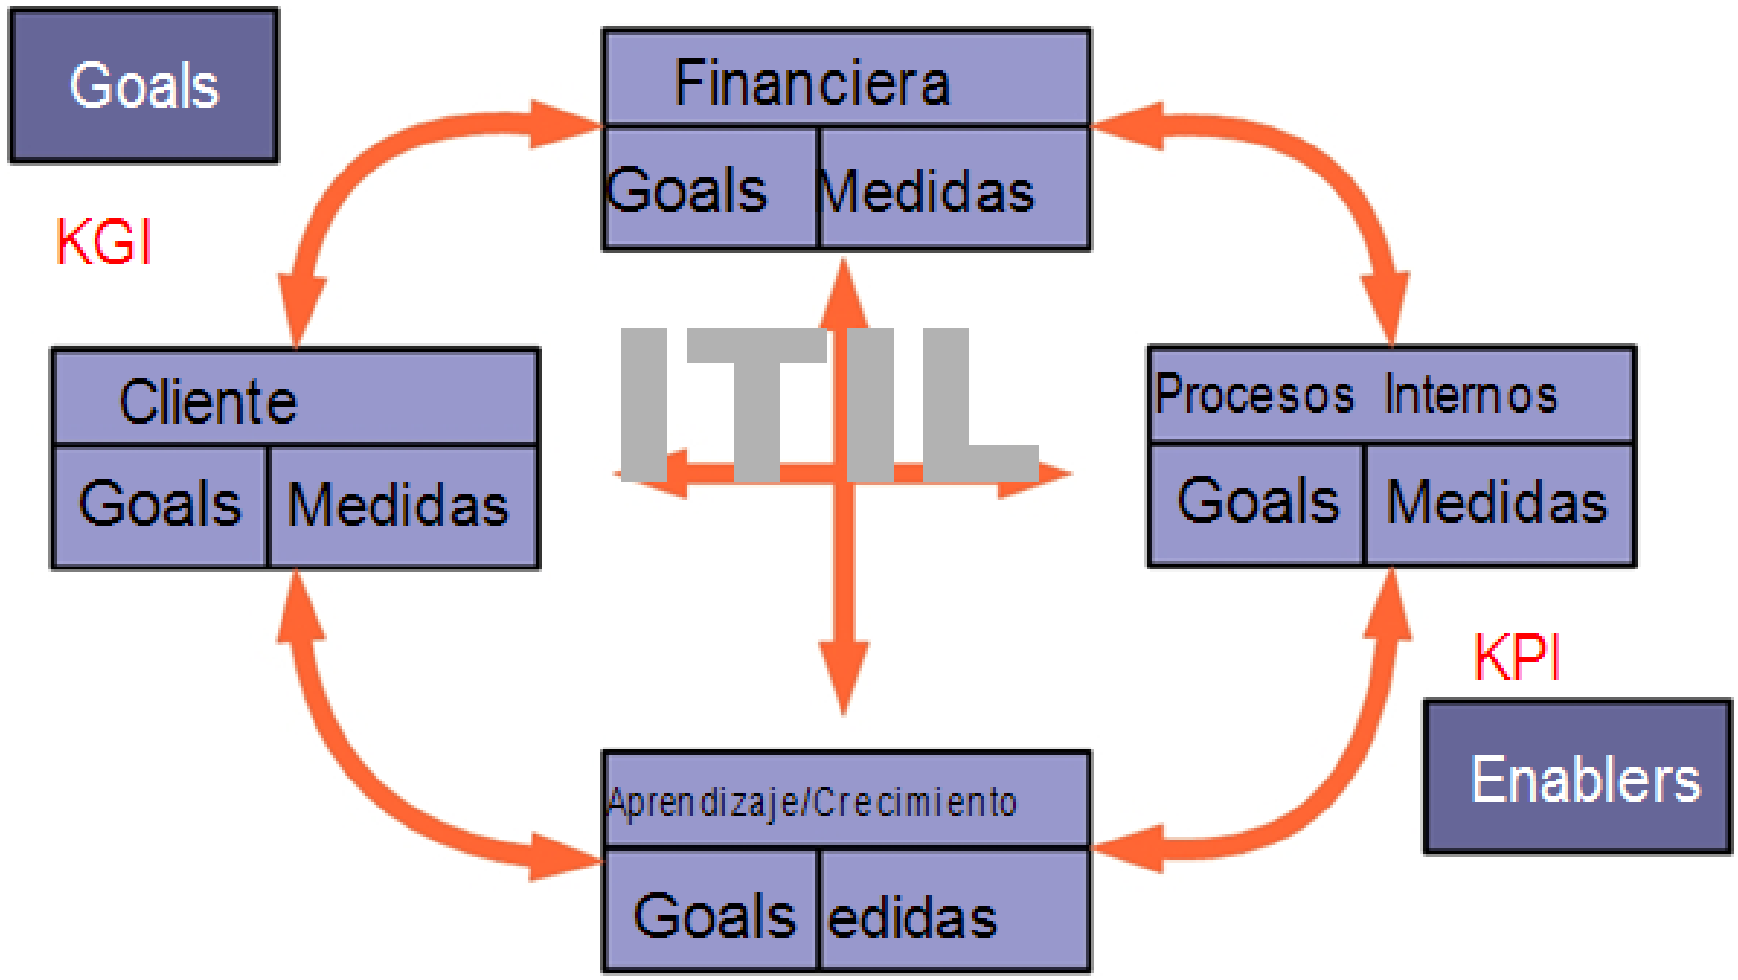 Goals
Financiera
Goals Medidas
KGI
ITIL
Cliente
Goals Medidas
Procesos Internos
Goals Medidas
KPI
Enablers
Aprendizaje/Crecimiento
Goals edidas